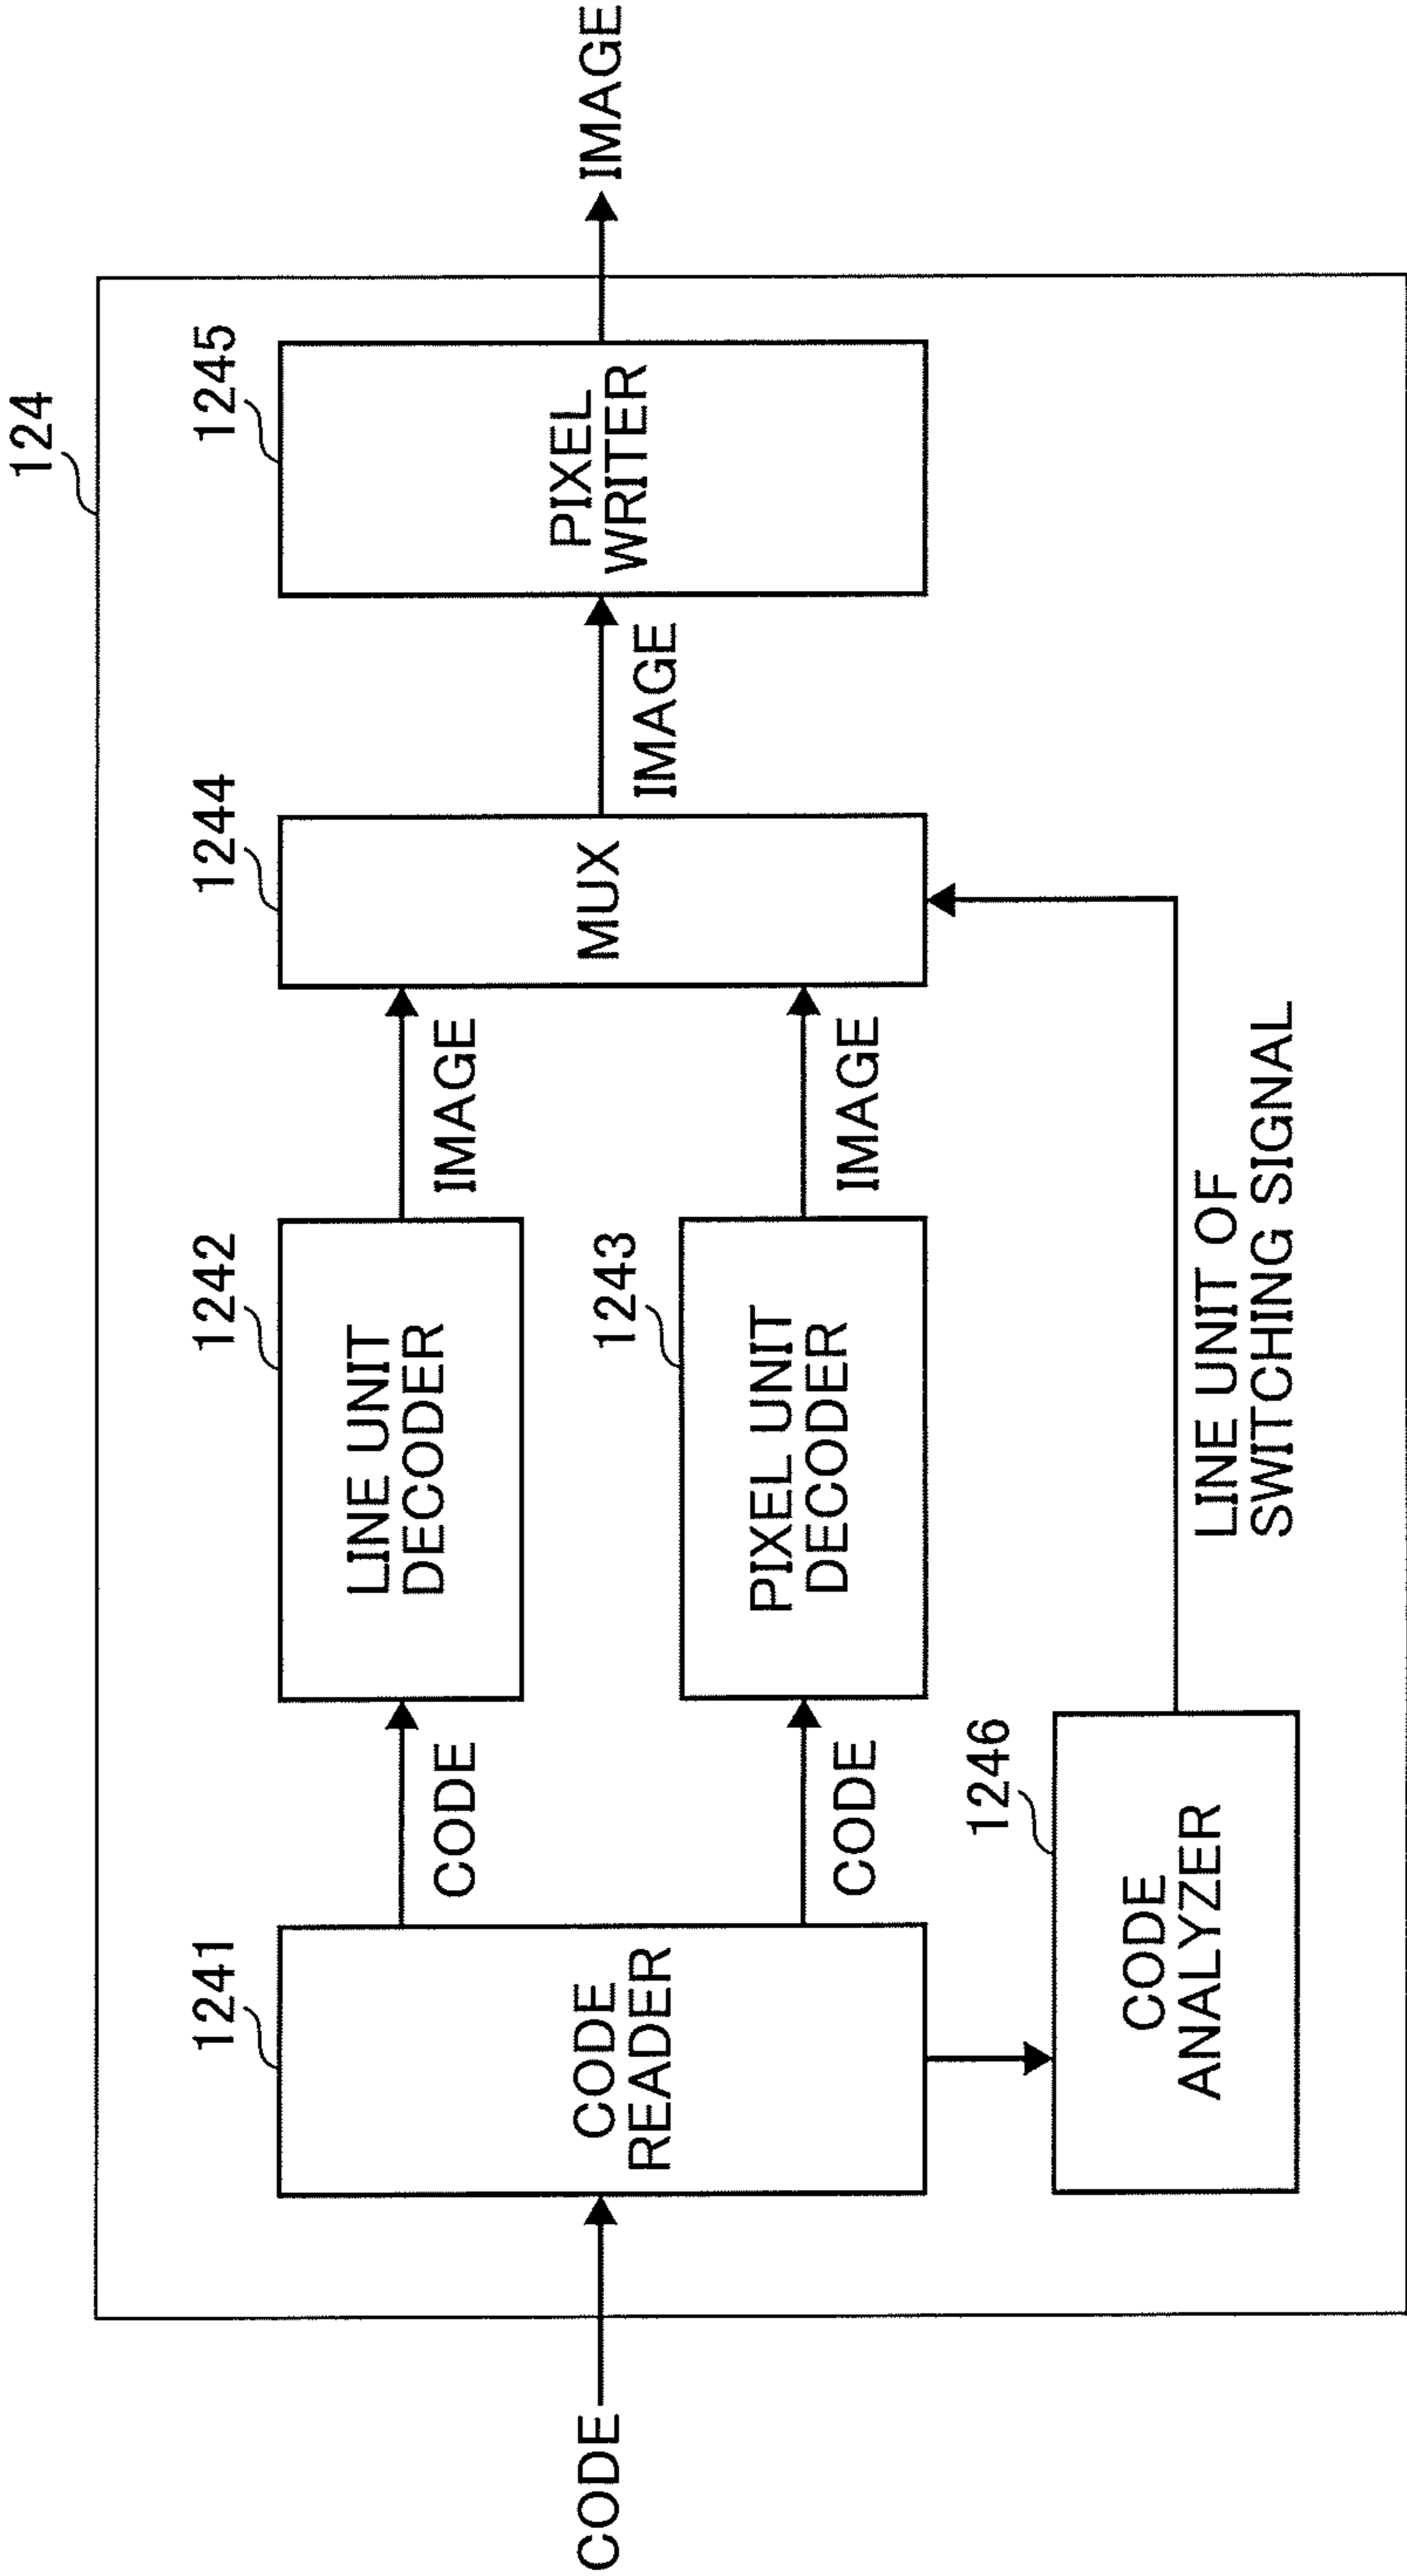 124
CODE
1241
CODE
READER
CODE
CODE
1242
LINE UNIT
DECODER
1243
PIXEL UNIT
DECODER
IMAGE
IMAGE
1244
MUX
IMAGE
1245
PIXEL
WRITER
IMAGE
1246
CODE
ANALYZER
LINE UNIT OF
SWITCHING SIGNAL